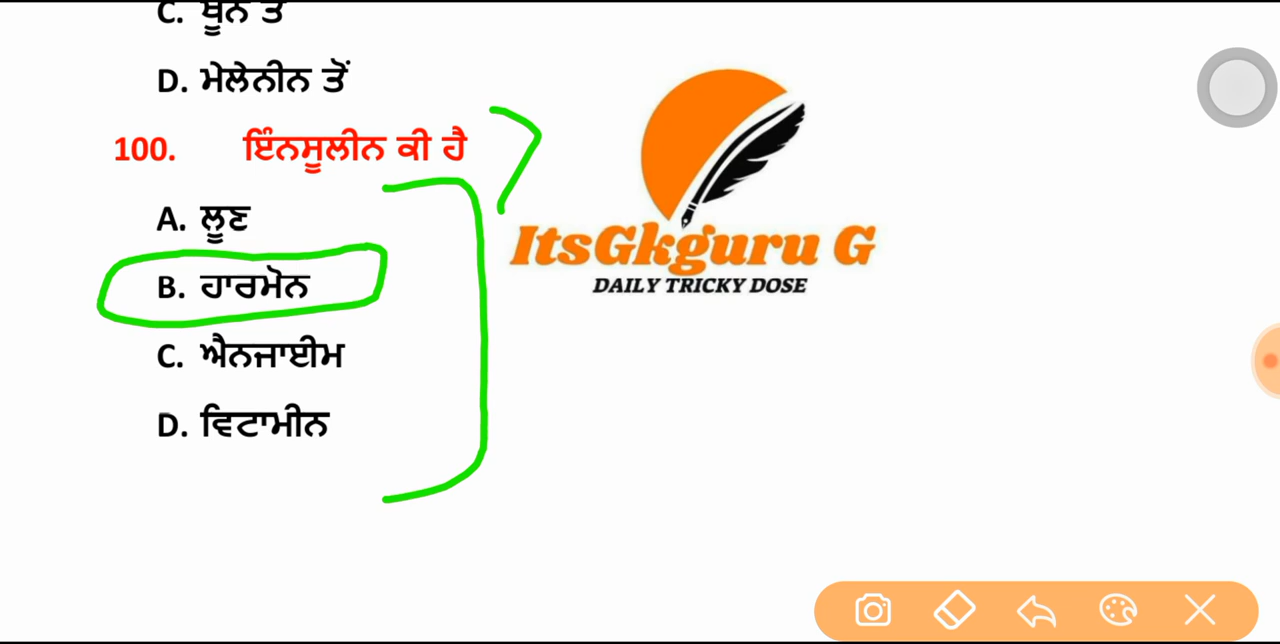 D. ਮੇਲੇਨੀਨ ਤੋਂ
100. ਇੰਨਸੂਲੀਨ ਕੀ ਹੈ
A. ਲੂਣ
B. ਹਾਰਮੋਨ
C. ਐਨਜਾਈਮ
D. ਵਿਟਾਮੀਨ
ItsGkguru G
DAILY TRICKY DOSE